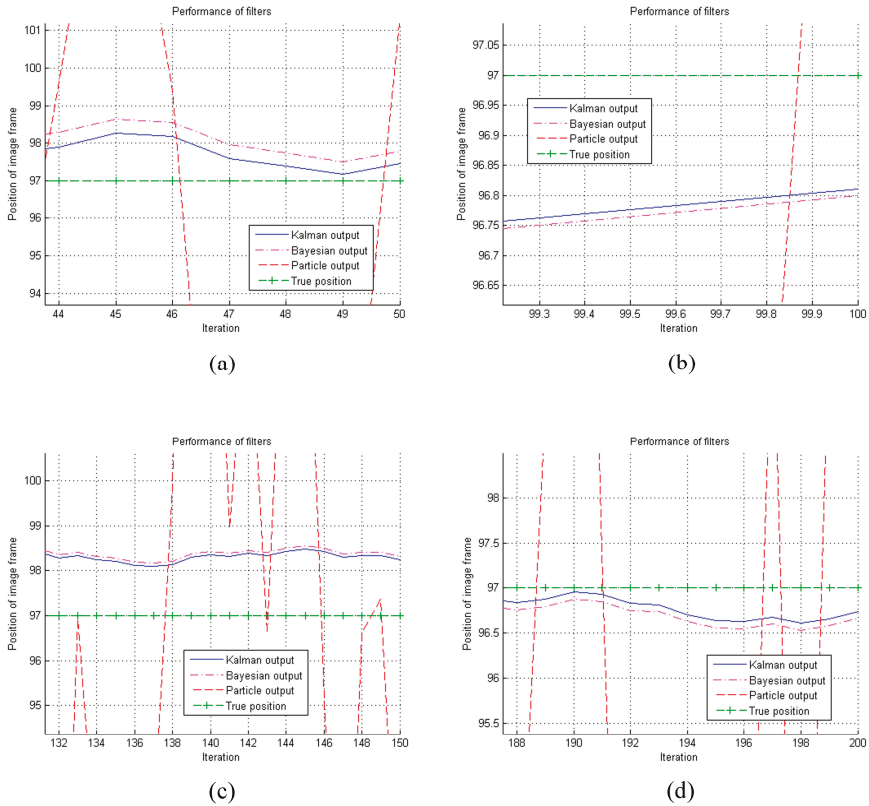 Performance of filters
101
100
99
98
97
96
95
94
44
45
46
47
48
49
50
Position of image frame
Iteration
Kalman output
Bayesian output
Particle output
True position
(a)
Performance of filters
97.05
97
96.95
96.9
96.85
96.8
96.75
96.7
96.65
99.3
99.4
99.5
99.6
99.7
99.8
99.9
100
Position of image frame
Iteration
Kalman output
Bayesian output
Particle output
True position
(b)
Performance of filters
100
99
98
97
96
95
132
134
136
138
140
142
144
146
148
150
Position of image frame
Iteration
Kalman output
Bayesian output
Particle output
True position
(c)
Performance of filters
98
97.5
97
96.5
96
95.5
188
190
192
194
196
198
200
Position of image frame
Iteration
Kalman output
Bayesian output
Particle output
True position
(d)